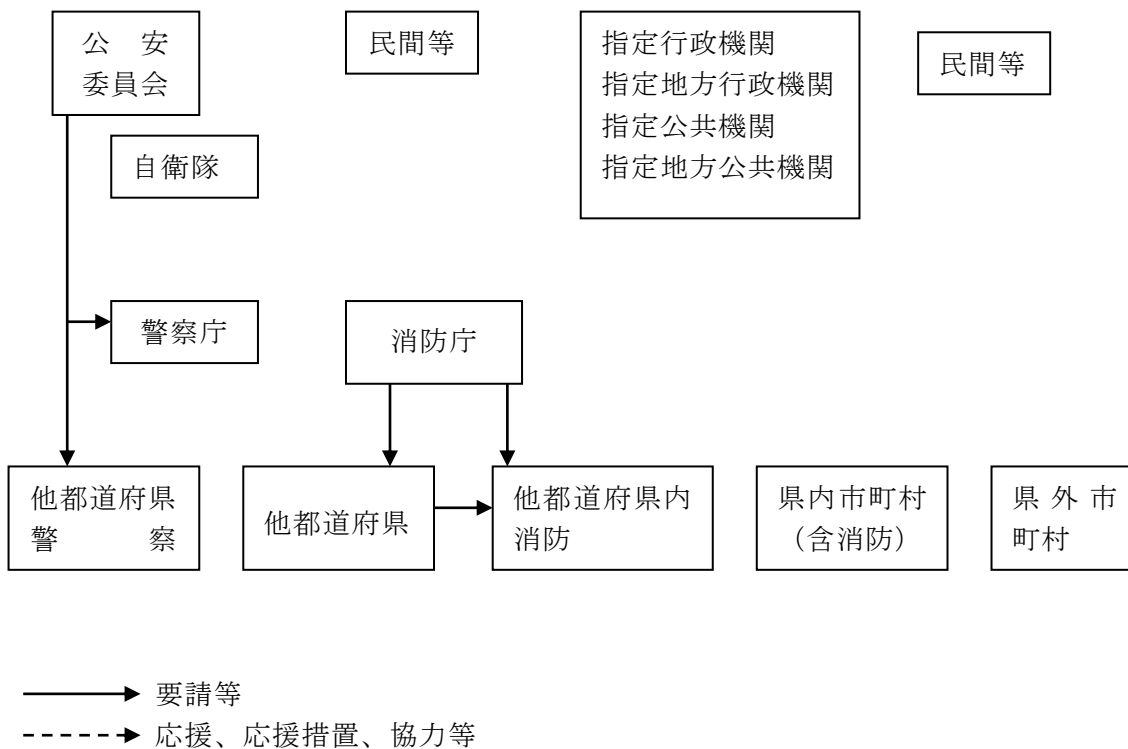 公　安
委員会
民間等
指定行政機関
指定地方行政機関
指定公共機関
指定地方公共機関
民間等
自衛隊
警察庁
消防庁
他都道府県
警　　察
他都道府県
他都道府県内
消防
県内市町村
（含消防）
県 外 市
町村
要請等
応援、応援措置、協力等